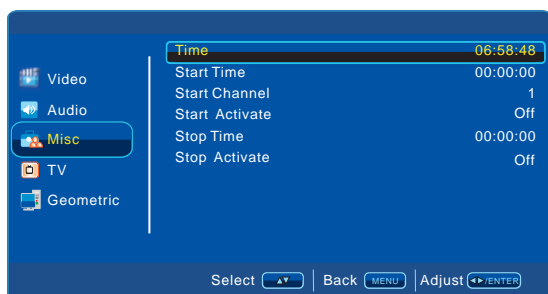 Time 06:58:48
Start Time 00:00:00
Start Channel 1
Start Activate Off
Stop Time 00:00:00
Stop Activate Off
Video
Audio
Misc
TV
Geometric
Select ▲▼ Back MENU Adjust ◄►/ENTER